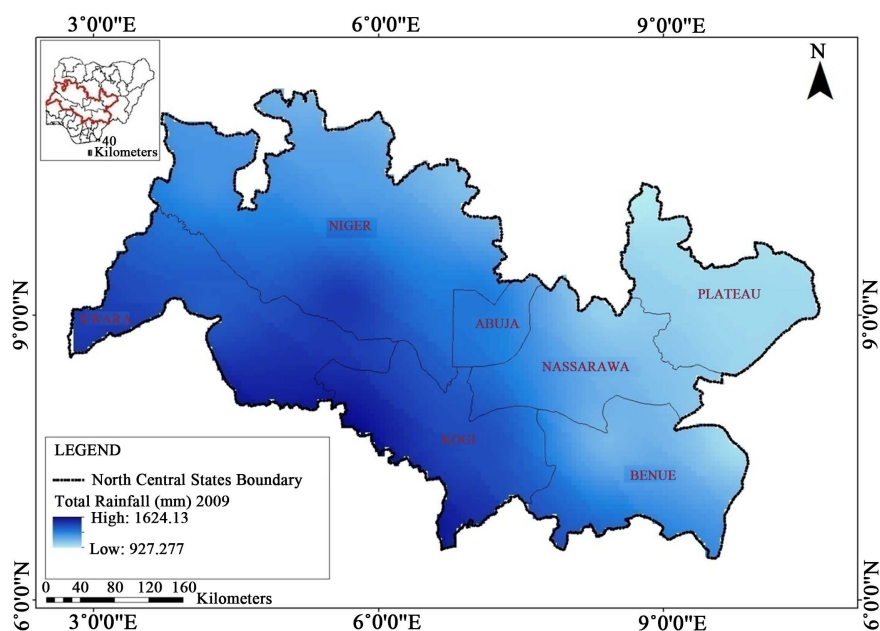 3°0'0"E 6°0'0"E 9°0'0"E
N
40
Kilometers
NIGER
PLATEAU
KWARA
ABUJA
9°0'0"N
9°0'0"N
NASSARAWA
KOGI
BENUE
LEGEND
North Central States Boundary
Total Rainfall (mm) 2009
High: 1624.13
Low: 927.277
0 40 80 120 160
Kilometers
6°0'0"N
6°0'0"N
3°0'0"E 6°0'0"E 9°0'0"E